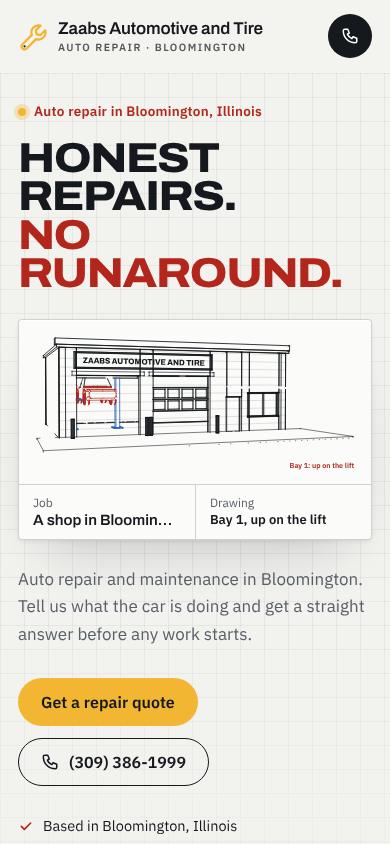 Zaabs Automotive and Tire
AUTO REPAIR · BLOOMINGTON
Auto repair in Bloomington, Illinois
HONEST
REPAIRS.
NO
RUNAROUND.
ZAABS AUTOMOTIVE AND TIRE
Bay 1: up on the lift
Job
A shop in Bloomin...
Drawing
Bay 1, up on the lift
Auto repair and maintenance in Bloomington.
Tell us what the car is doing and get a straight
answer before any work starts.
Get a repair quote
(309) 386-1999
Based in Bloomington, Illinois